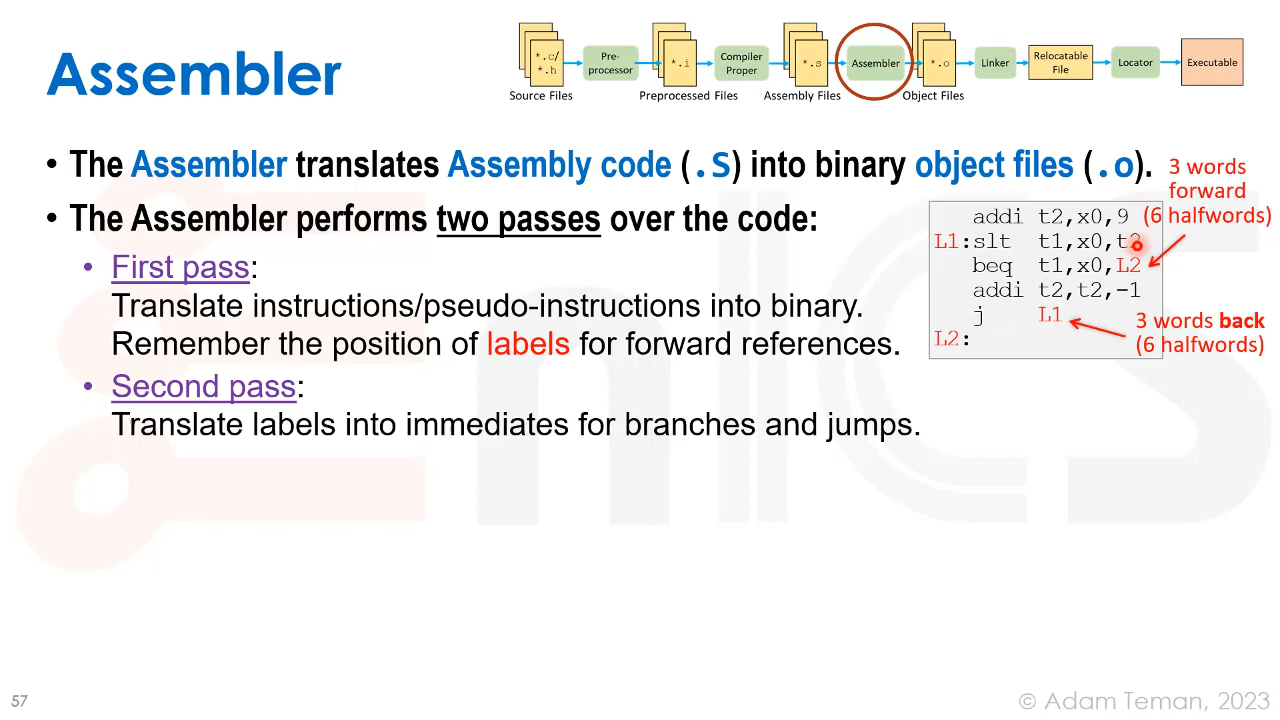 Assembler
*.c/
*.h
Source Files
Pre-
processor
*.i
Preprocessed Files
Compiler
Proper
*.s
Assembly Files
Assembler
*.o
Object Files
Linker
Relocatable
File
Locator
Executable
• The Assembler translates Assembly code (.S) into binary object files (.o).
• The Assembler performs two passes over the code:
• First pass:
Translate instructions/pseudo-instructions into binary.
Remember the position of labels for forward references.
• Second pass:
Translate labels into immediates for branches and jumps.
3 words
forward
(6 halfwords)
addi t2,x0,9
L1:slt t1,x0,t2
beq t1,x0,L2
addi t2,t2,-1
j L1
L2:
3 words back
(6 halfwords)
EnICS
57
© Adam Teman, 2023